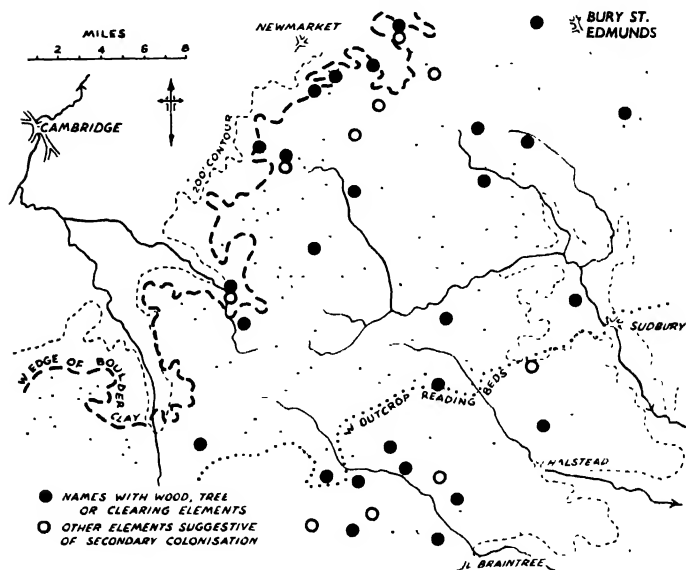 MILES
2 4 6 8
NEWMARKET
BURY ST.
EDMUNDS
CAMBRIDGE
200 CONTOUR
SUDBURY
WEDGE OF BOULDER
CLAY
OUTCROP READING BEDS
HALSTEAD
NAMES WITH WOOD, TREE
OR CLEARING ELEMENTS
OTHER ELEMENTS SUGGESTIVE
OF SECONDARY COLONISATION
BRAINTREE